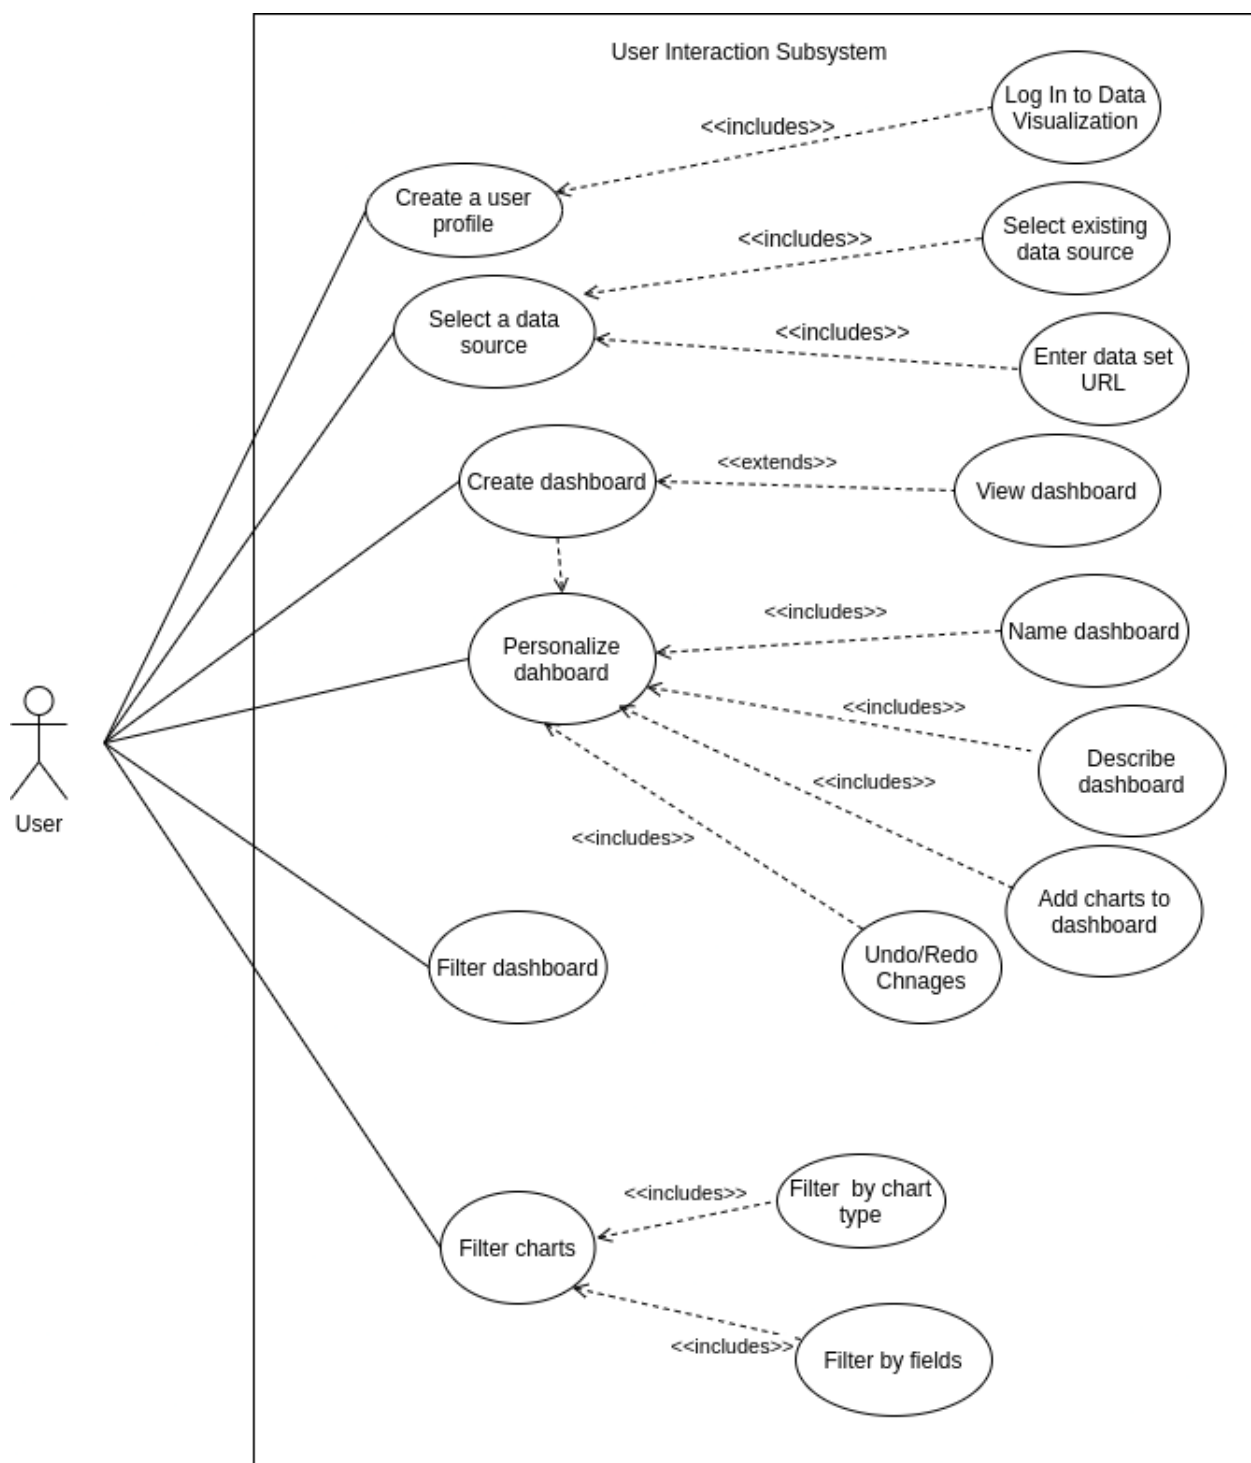 User Interaction Subsystem
Log In to Data
Visualization
<<includes>>
Create a user
profile
Select existing
data source
<<includes>>
Select a data
source
<<includes>>
Enter data set
URL
Create dashboard
<<extends>>
View dashboard
Personalize
dahboard
<<includes>>
Name dashboard
<<includes>>
Describe
dashboard
<<includes>>
Add charts to
dashboard
<<includes>>
Undo/Redo
Chnages
User
Filter dashboard
Filter charts
<<includes>>
Filter by chart
type
<<includes>>
Filter by fields